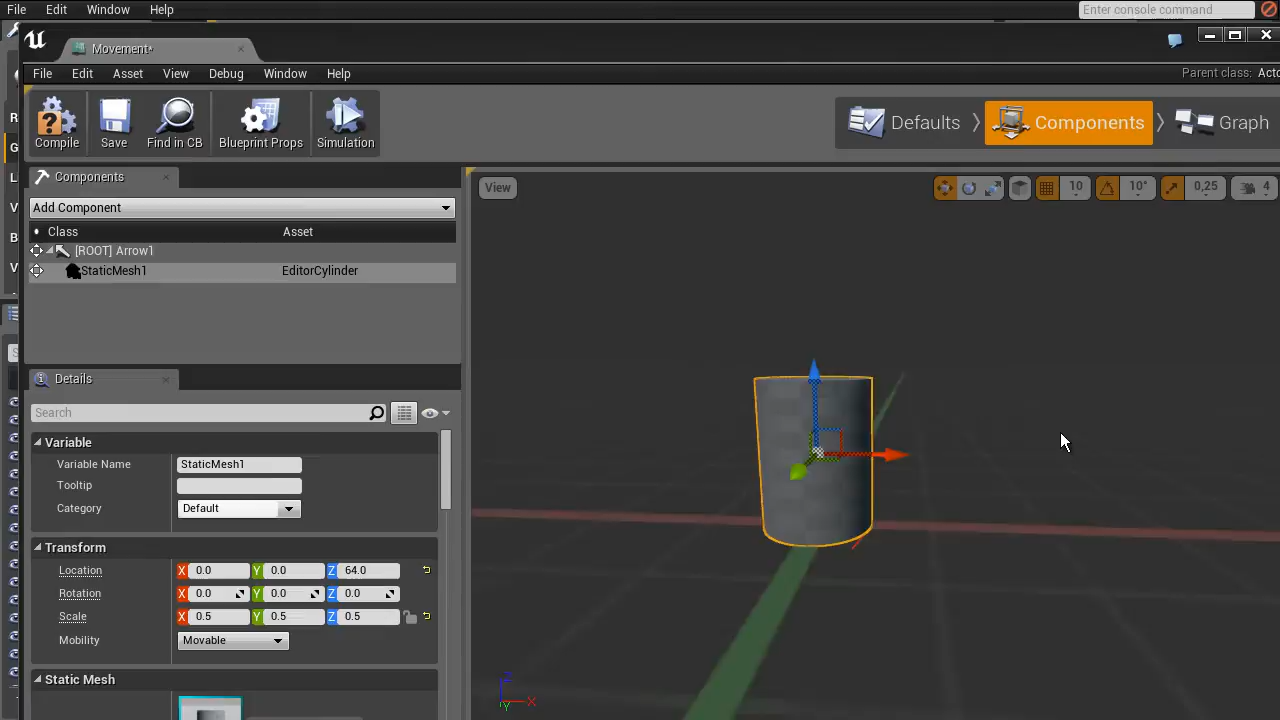 File Edit Window Help
Enter console command
Movement*
File Edit Asset View Debug Window Help
Parent class: Acto
Compile Save Find in CB Blueprint Props Simulation
Defaults Components Graph
Components
Add Component
View
10 10° 0,25 4
Class Asset
[ROOT] Arrow1
StaticMesh1 EditorCylinder
Details
Search
Variable
Variable Name StaticMesh1
Tooltip
Category Default
Transform
Location X 0.0 Y 0.0 Z 64.0
Rotation X 0.0 Y 0.0 Z 0.0
Scale X 0.5 Y 0.5 Z 0.5
Mobility Movable
Static Mesh
Z X Y
R
G
L
V
B
V
S